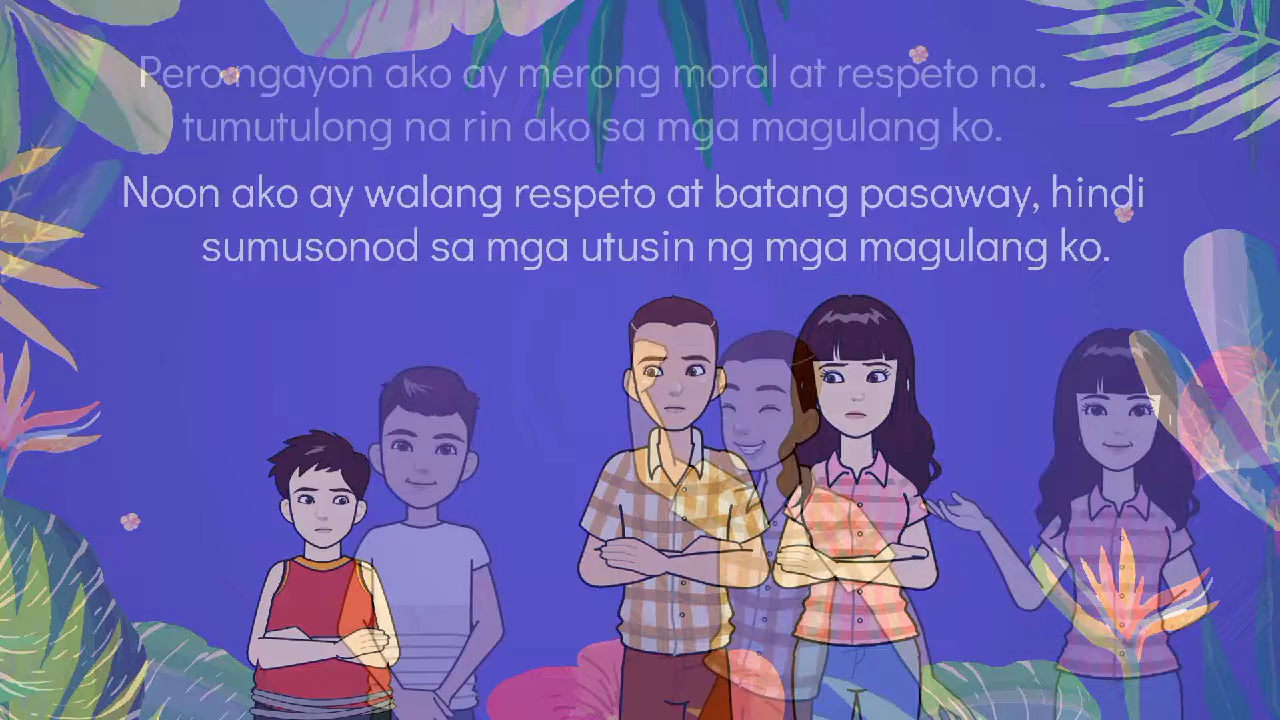 Pero ngayon ako ay merong moral at respeto na.
tumutulong na rin ako sa mga magulang ko.
Noon ako ay walang respeto at batang pasaway, hindi
sumusonod sa mga utusin ng mga magulang ko.